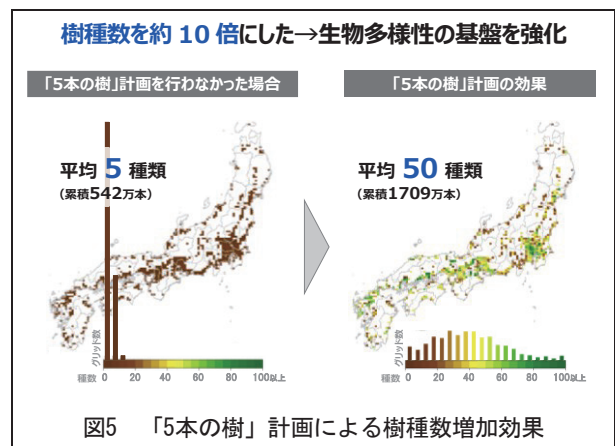 樹種数を約 10 倍にした→生物多様性の基盤を強化
「5本の樹」計画を行わなかった場合
平均 5 種類
(累積542万本)
グリッド数
種数 0 20 40 60 80 100以上
「5本の樹」計画の効果
平均 50 種類
(累積1709万本)
グリッド数
種数 0 20 40 60 80 100以上
図5 「5本の樹」計画による樹種数増加効果